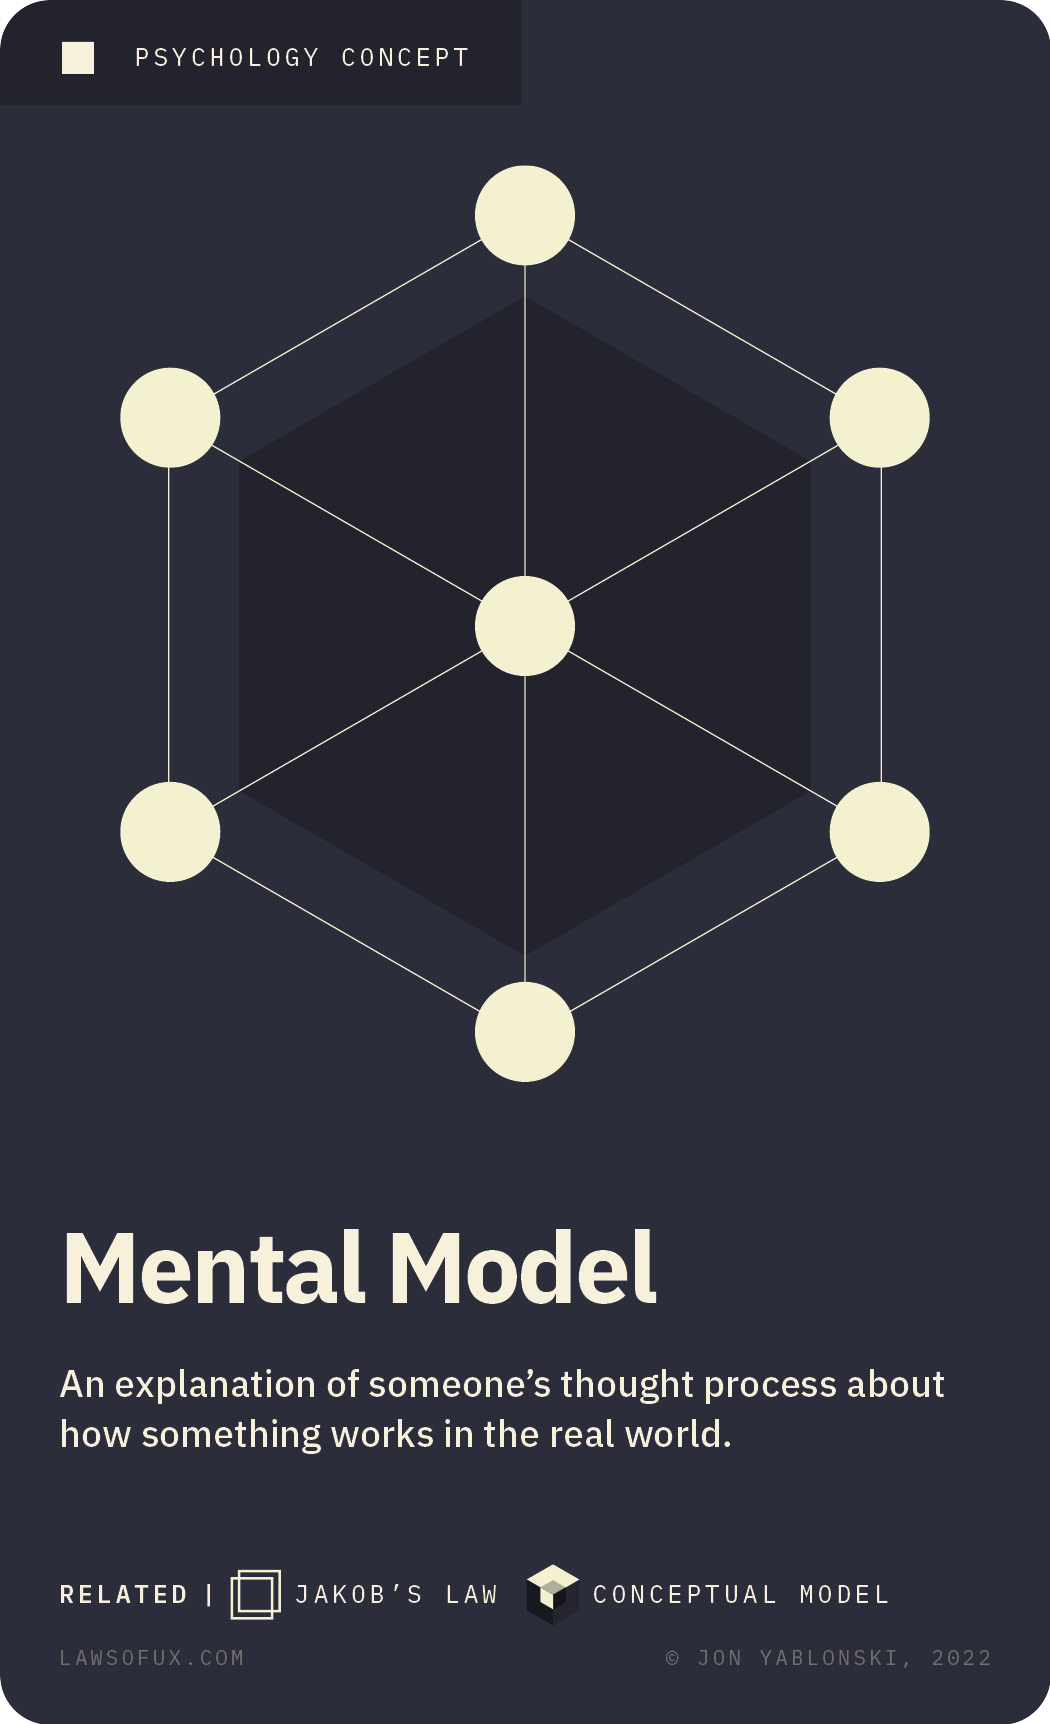 PSYCHOLOGY CONCEPT
Mental Model
An explanation of someone’s thought process about
how something works in the real world.
RELATED | JAKOB’S LAW CONCEPTUAL MODEL
LAWSOFUX.COM © JON YABLONSKI, 2022